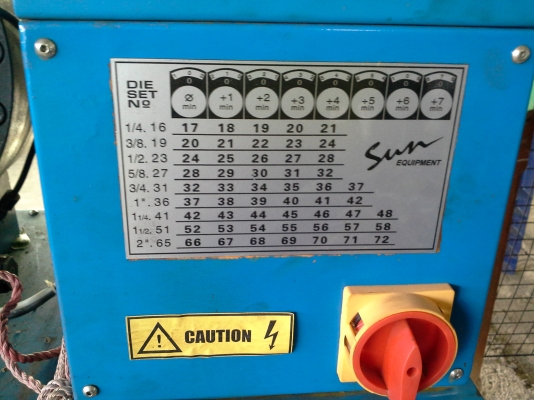 DIE SET Nº
Ø min +1 min +2 min +3 min +4 min +5 min +6 min +7 min
1/4. 16 17 18 19 20 21
3/8. 19 20 21 22 23 24
1/2. 23 24 25 26 27 28
5/8. 27 28 29 30 31 32
3/4. 31 32 33 34 35 36 37
1". 36 37 38 39 40 41 42
1 1/4. 41 42 43 44 45 46 47 48
1 1/2. 51 52 53 54 55 56 57 58
2". 65 66 67 68 69 70 71 72
Sun
EQUIPMENT
CAUTION